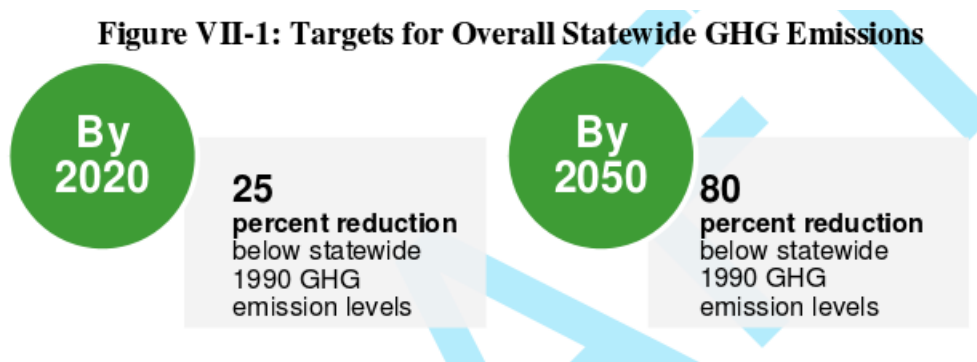 Figure VII-1: Targets for Overall Statewide GHG Emissions
By
2020
25
percent reduction
below statewide
1990 GHG
emission levels
By
2050
80
percent reduction
below statewide
1990 GHG
emission levels